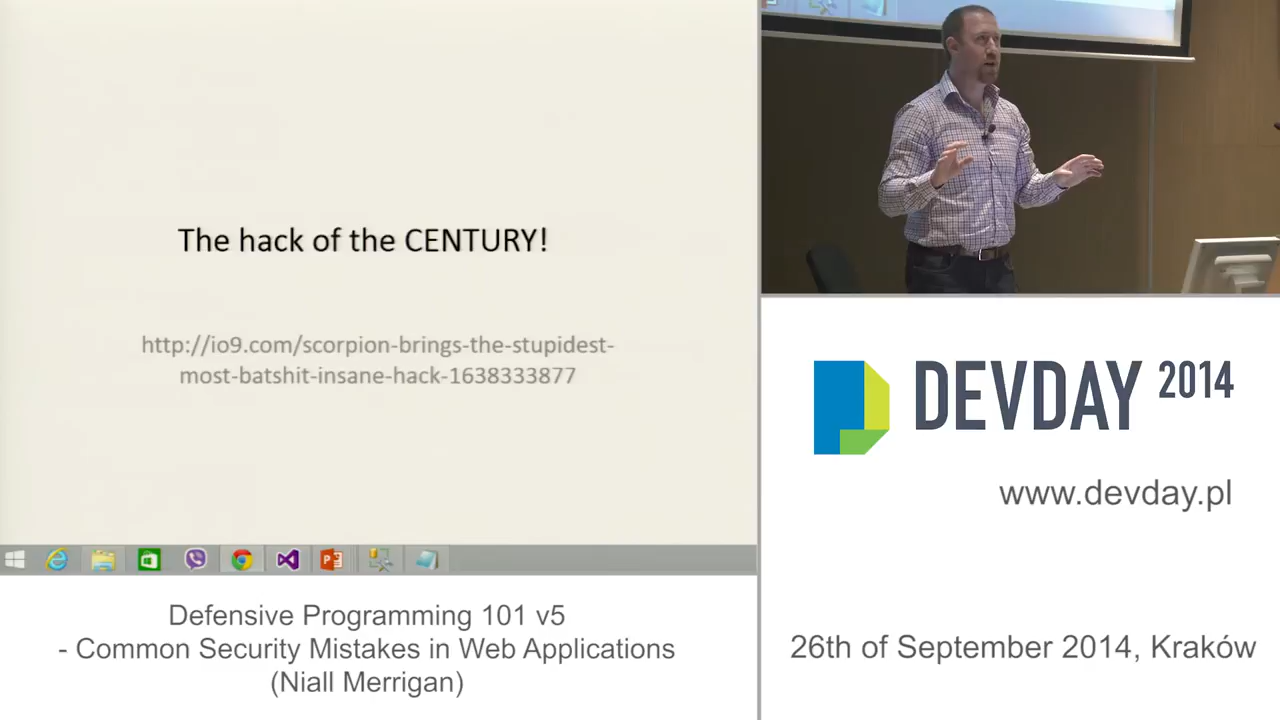 The hack of the CENTURY!
http://io9.com/scorpion-brings-the-stupidest-
most-batshit-insane-hack-1638333877
Defensive Programming 101 v5
- Common Security Mistakes in Web Applications
(Niall Merrigan)
DEVDAY 2014
www.devday.pl
26th of September 2014, Kraków